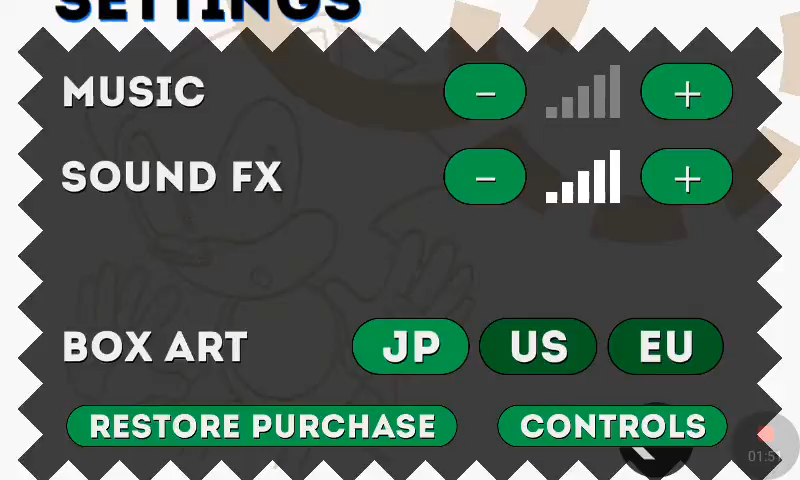 SETTINGS
MUSIC − +
SOUND FX − +
BOX ART JP US EU
RESTORE PURCHASE CONTROLS
01:51